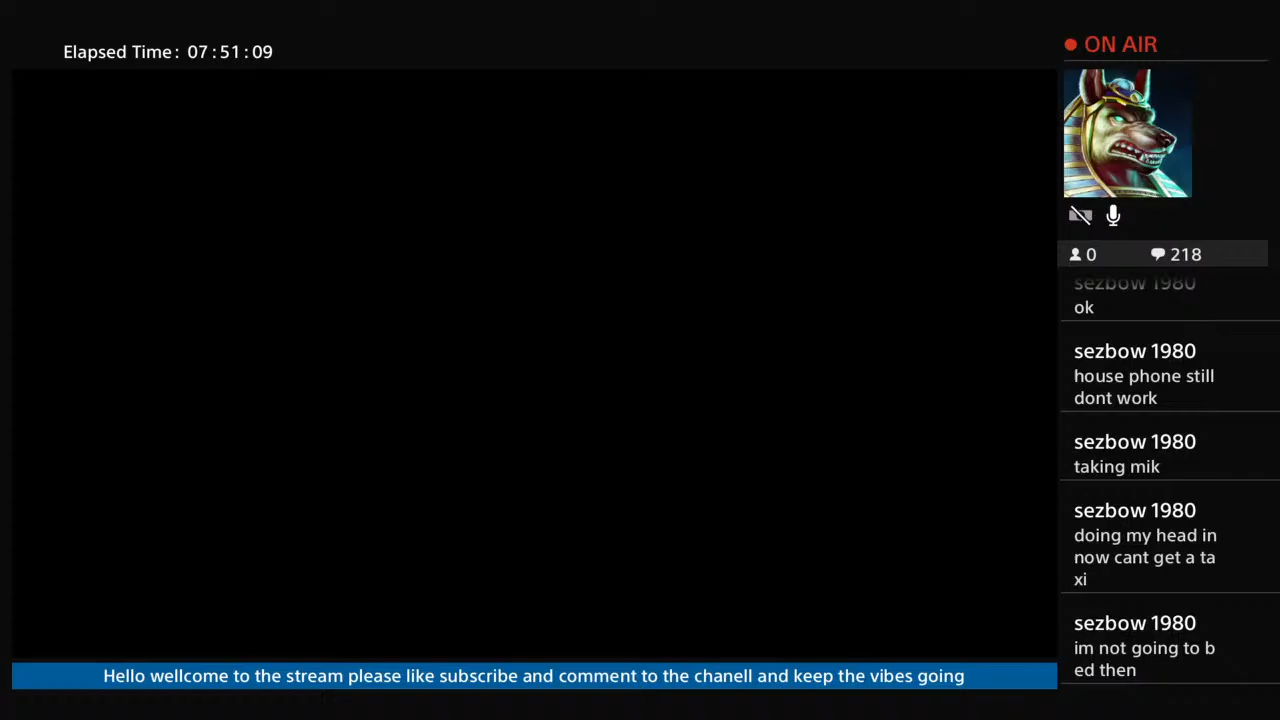 Elapsed Time: 07:51:09
ON AIR
0 218
sezbow 1980
ok
sezbow 1980
house phone still
dont work
sezbow 1980
taking mik
sezbow 1980
doing my head in
now cant get a ta
xi
sezbow 1980
im not going to b
ed then
Hello wellcome to the stream please like subscribe and comment to the chanell and keep the vibes going